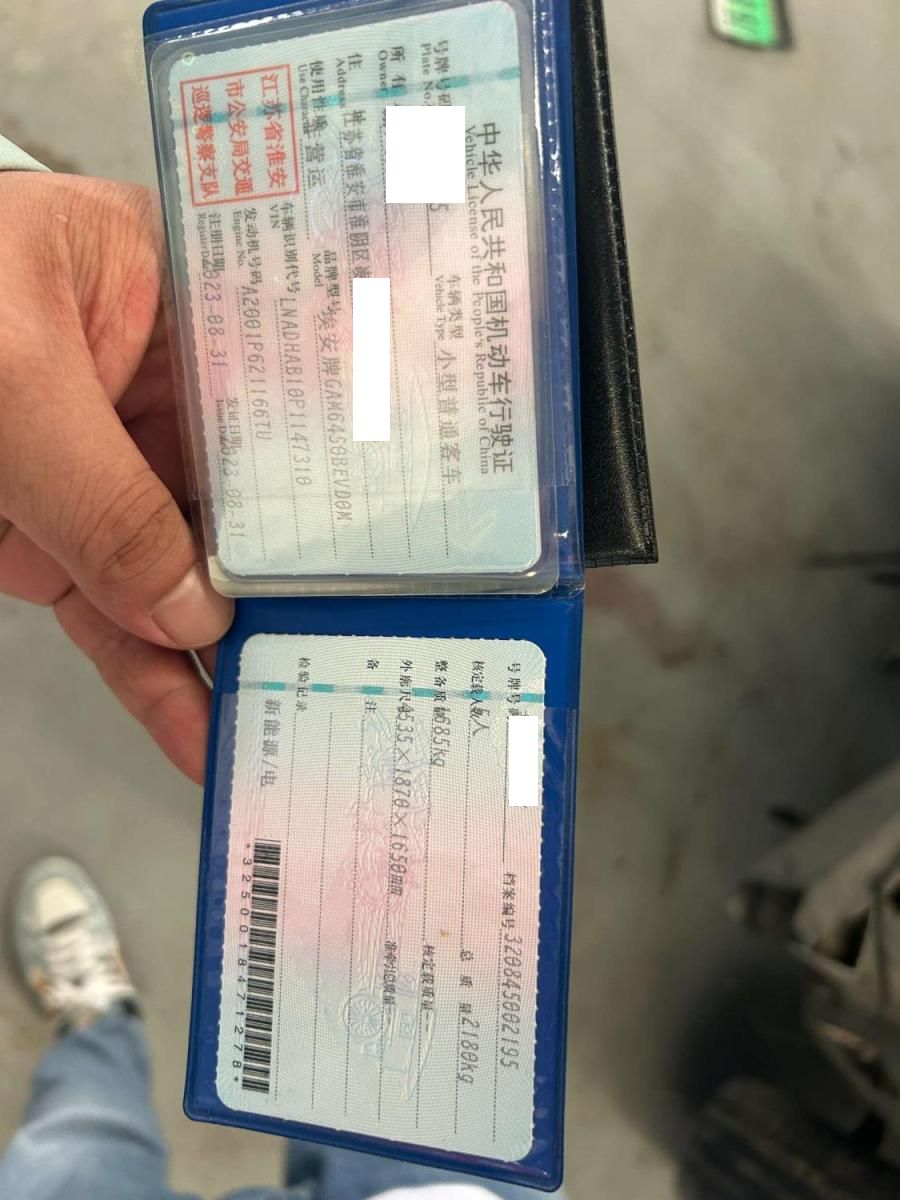 中华人民共和国机动车行驶证
Vehicle License of the People's Republic of China
号牌号码
Plate No.
5
车辆类型
Vehicle Type
小型普通客车
所有
Owner
住 址
Address
江苏省淮安市淮阴区
使用性质
Use Character
非营运
品牌型号
Model
埃安牌GAM6450BEVD0M
江苏省淮安
市公安局交通
巡逻警察支队
车辆识别代号
VIN
LNADHAB10P1147310
发动机号码
Engine No.
A2001P621166TU
注册日期
Register Date
023-08-31
发证日期
Issue Date
023-08-31
号牌号码
档案编号
320845002195
核定载人数
人
总 质 量
2180kg
整备质量
1685kg
核定载质量
外廓尺寸
4535×1870×1650mm
准牵引总质量
备 注
检验记录
新能源/电
*3250018471278*